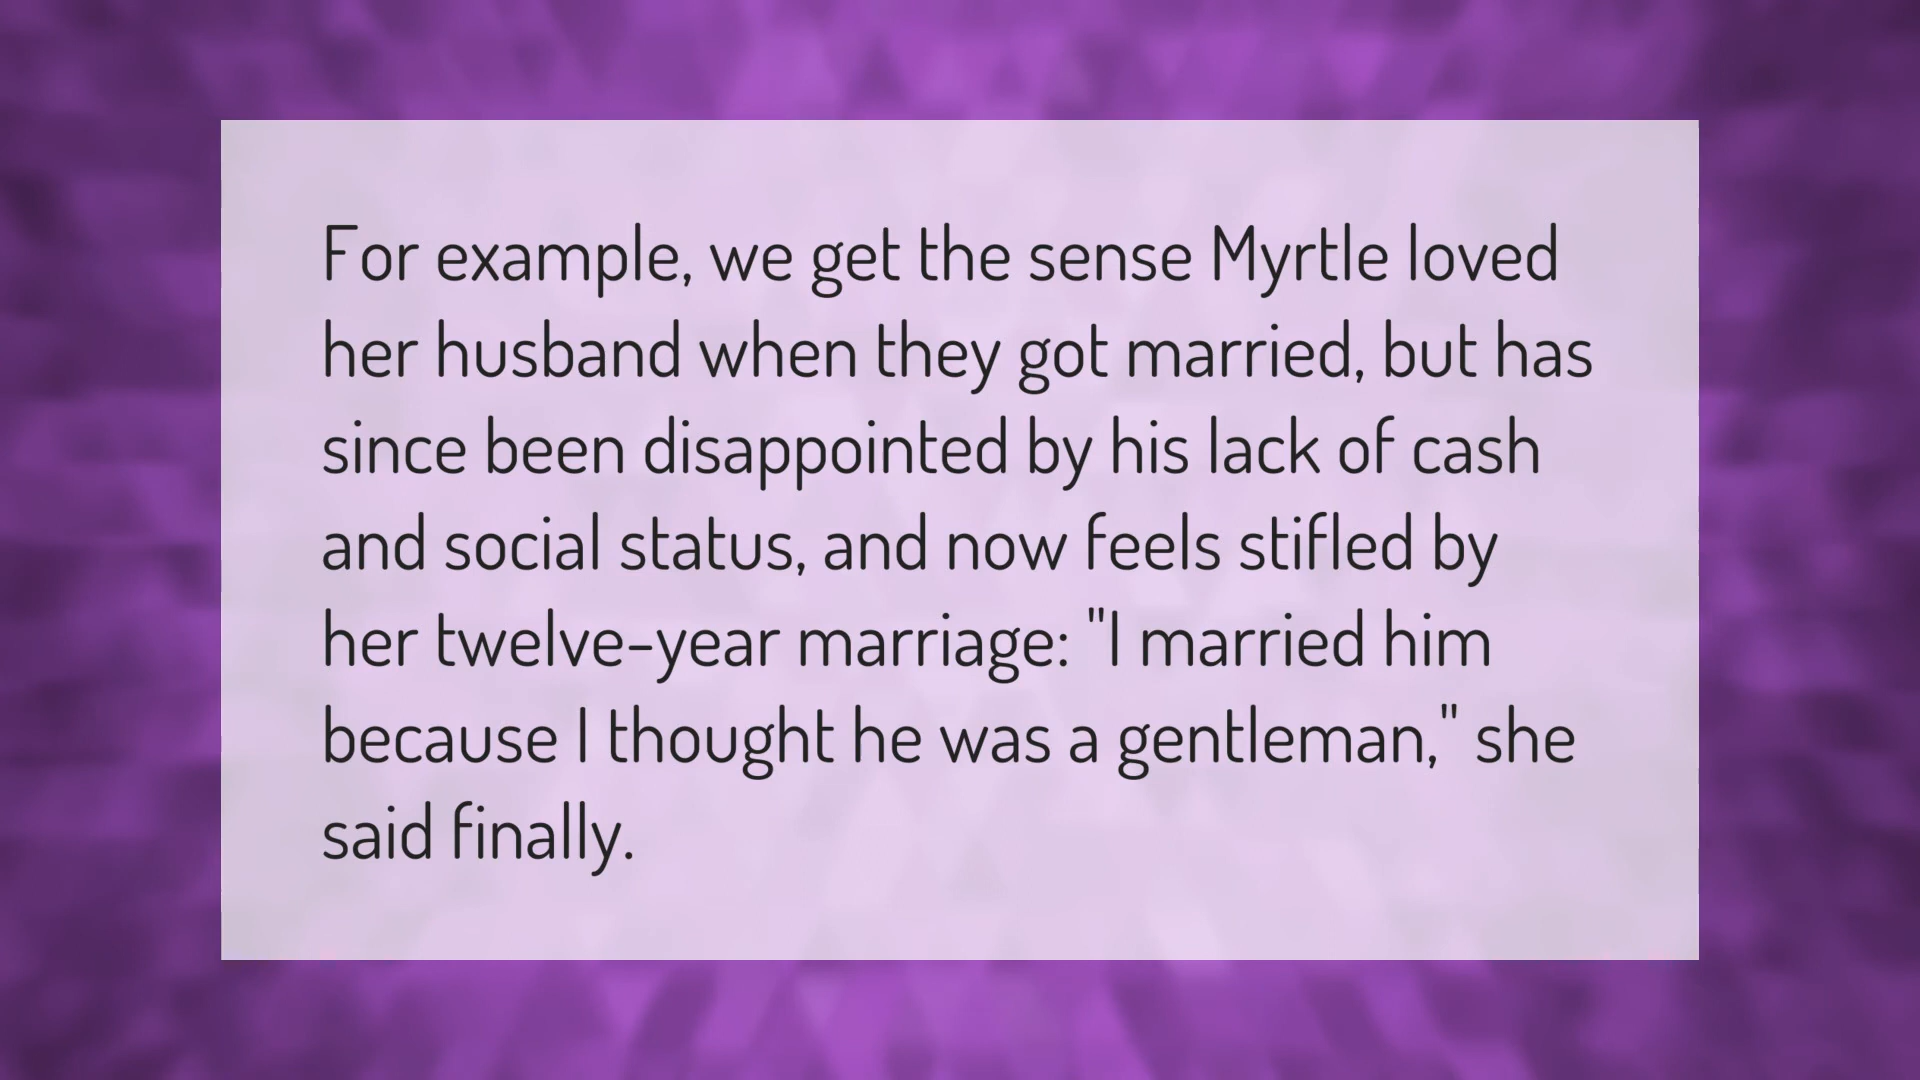 For example, we get the sense Myrtle loved
her husband when they got married, but has
since been disappointed by his lack of cash
and social status, and now feels stifled by
her twelve-year marriage: "I married him
because I thought he was a gentleman," she
said finally.